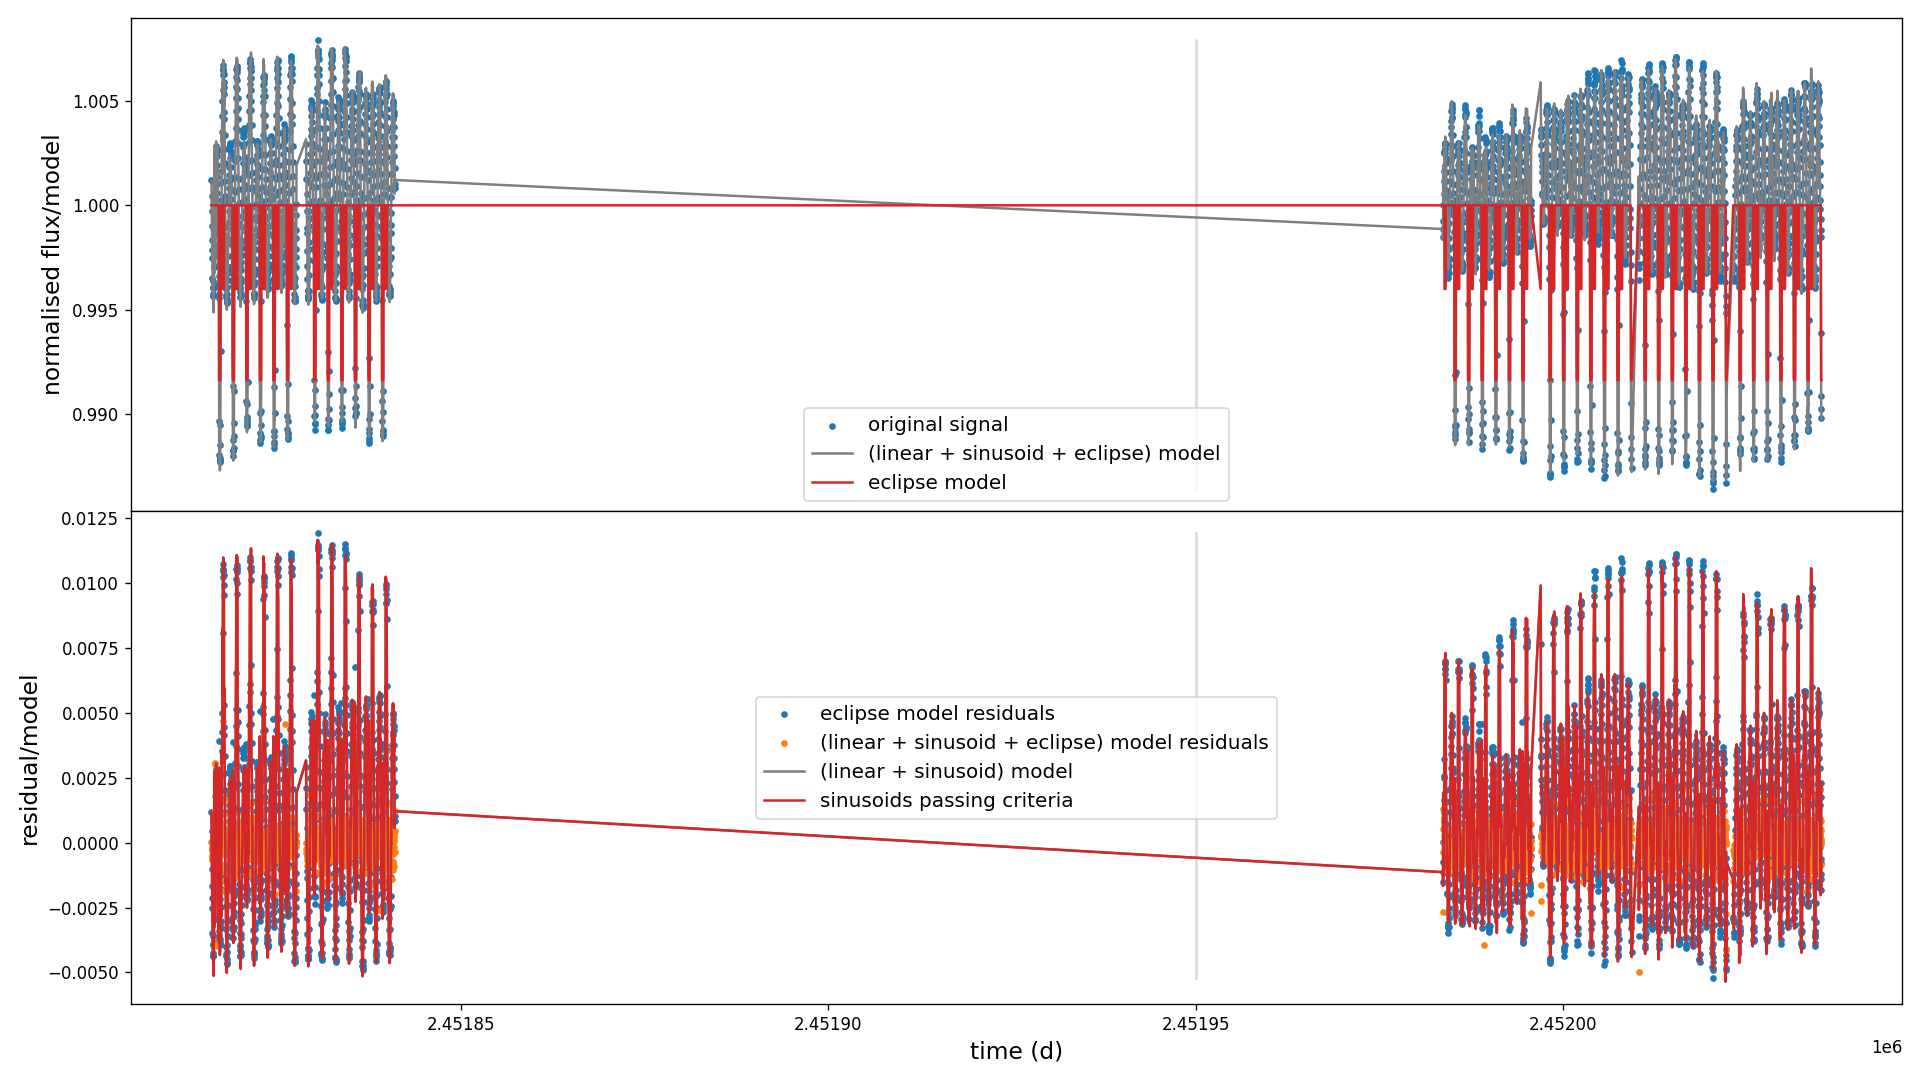 normalised flux/model
1.005
1.000
0.995
0.990
original signal
(linear + sinusoid + eclipse) model
eclipse model
residual/model
0.0125
0.0100
0.0075
0.0050
0.0025
0.0000
−0.0025
−0.0050
eclipse model residuals
(linear + sinusoid + eclipse) model residuals
(linear + sinusoid) model
sinusoids passing criteria
2.45185
2.45190
2.45195
2.45200
1e6
time (d)